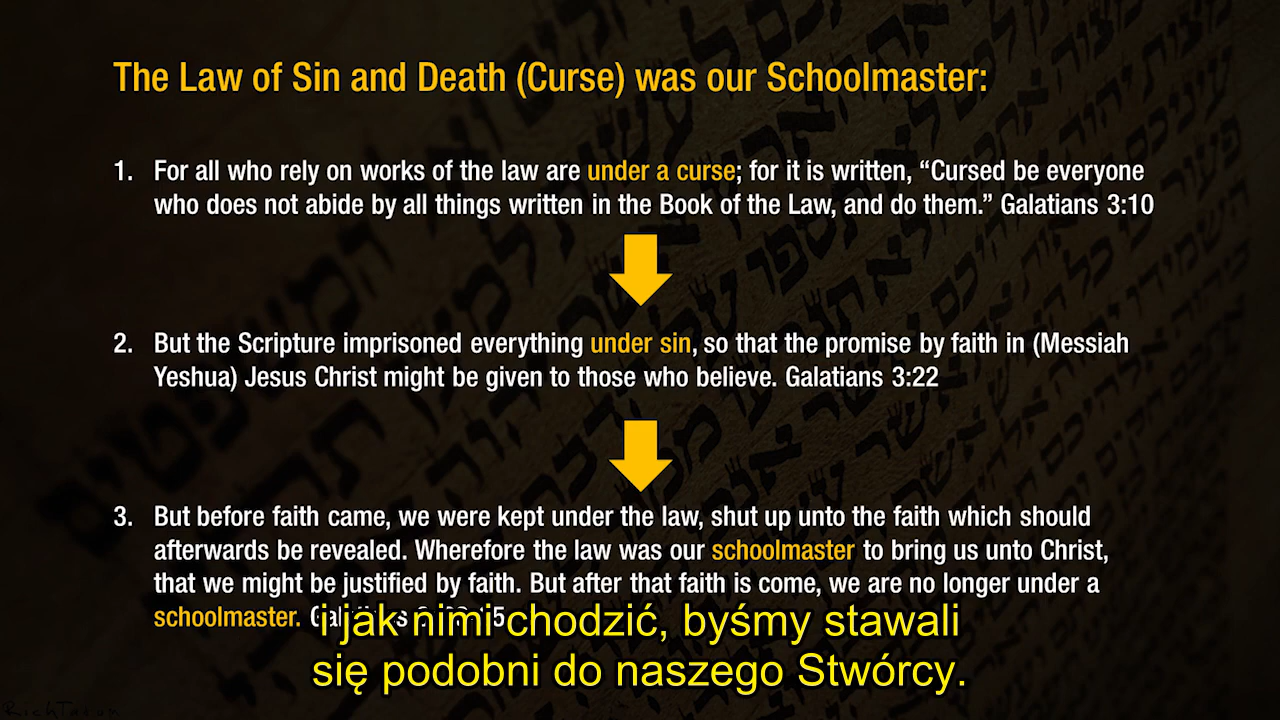 The Law of Sin and Death (Curse) was our Schoolmaster:
1. For all who rely on works of the law are under a curse; for it is written, “Cursed be everyone
who does not abide by all things written in the Book of the Law, and do them.” Galatians 3:10
2. But the Scripture imprisoned everything under sin, so that the promise by faith in (Messiah
Yeshua) Jesus Christ might be given to those who believe. Galatians 3:22
3. But before faith came, we were kept under the law, shut up unto the faith which should
afterwards be revealed. Wherefore the law was our schoolmaster to bring us unto Christ,
that we might be justified by faith. But after that faith is come, we are no longer under a
schoolmaster.
i jak nimi chodzić, byśmy stawali
się podobni do naszego Stwórcy.